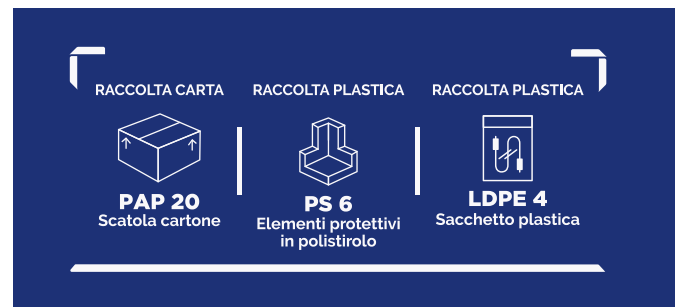 RACCOLTA CARTA
PAP 20
Scatola cartone
RACCOLTA PLASTICA
PS 6
Elementi protettivi
in polistirolo
RACCOLTA PLASTICA
LDPE 4
Sacchetto plastica